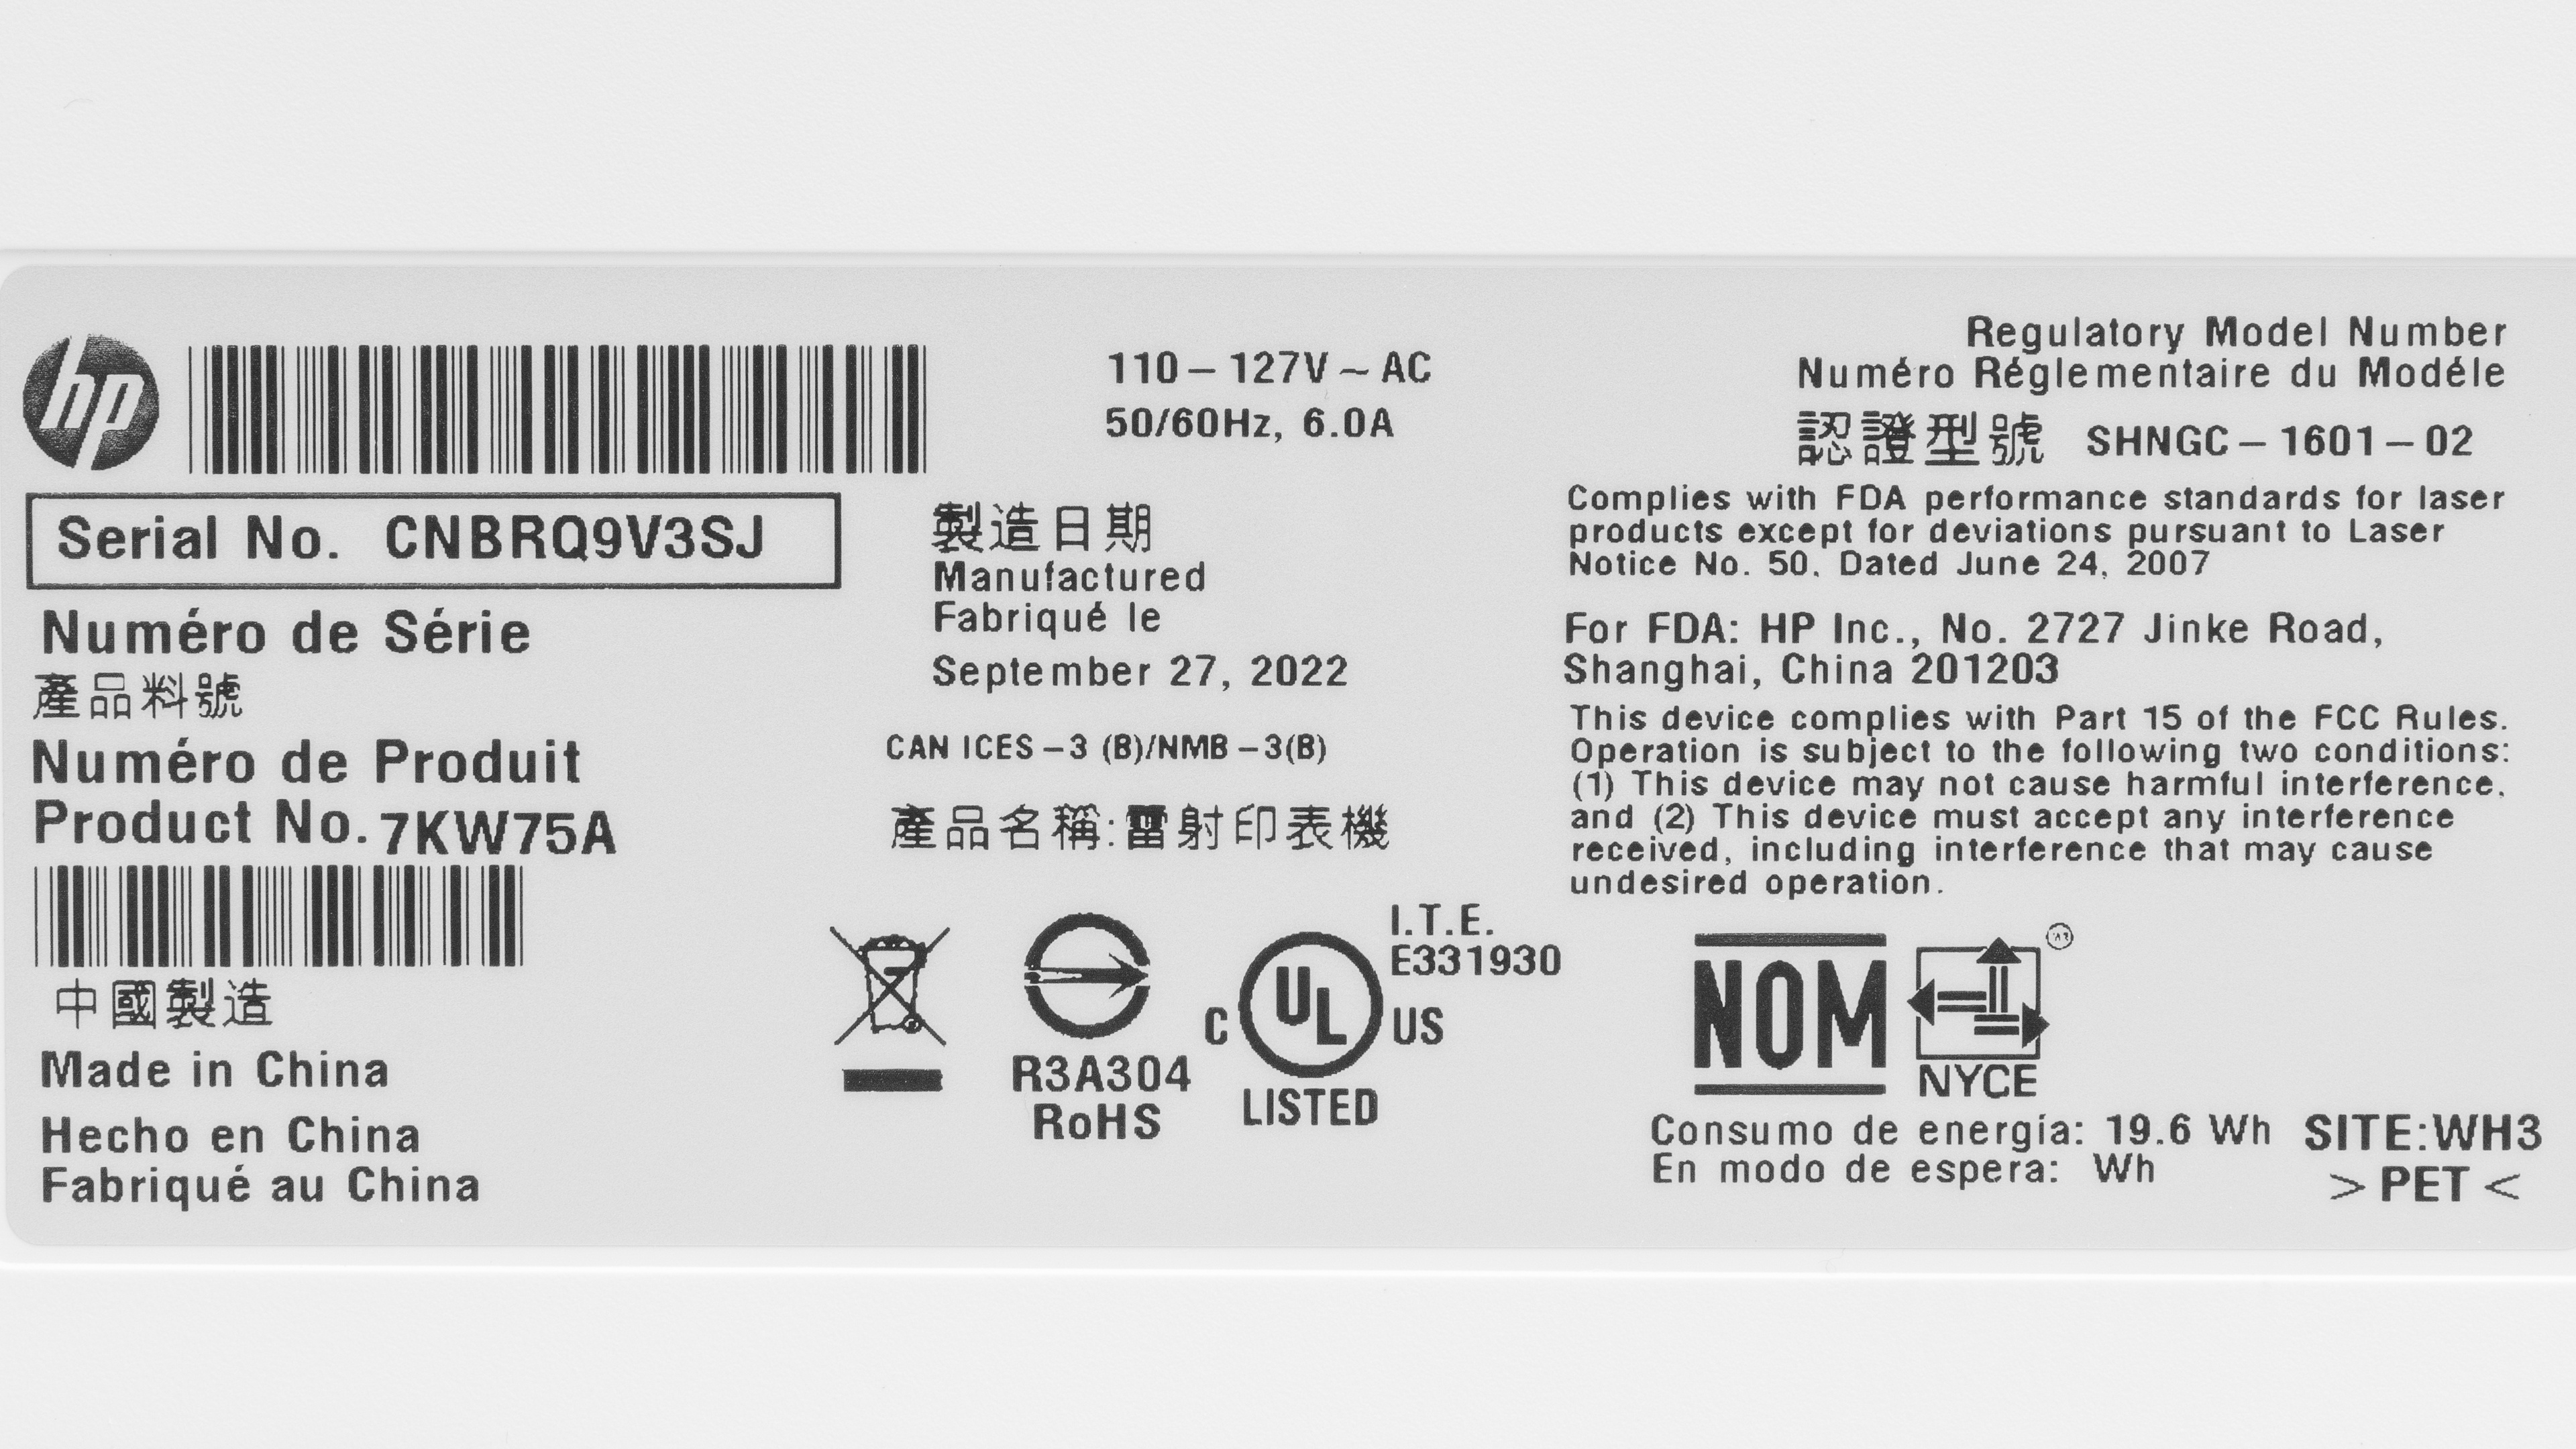 hp
Serial No. CNBRQ9V3SJ
Numéro de Série
產品料號
Numéro de Produit
Product No. 7KW75A
中國製造
Made in China
Hecho en China
Fabriqué au China
110–127V ~ AC
50/60Hz, 6.0A
製造日期
Manufactured
Fabriqué le
September 27, 2022
CAN ICES–3 (B)/NMB–3(B)
產品名稱:雷射印表機
R3A304
RoHS
I.T.E.
E331930
C UL US
LISTED
Regulatory Model Number
Numéro Réglementaire du Modéle
認證型號 SHNGC–1601–02
Complies with FDA performance standards for laser
products except for deviations pursuant to Laser
Notice No. 50, Dated June 24, 2007
For FDA: HP Inc., No. 2727 Jinke Road,
Shanghai, China 201203
This device complies with Part 15 of the FCC Rules.
Operation is subject to the following two conditions:
(1) This device may not cause harmful interference,
and (2) This device must accept any interference
received, including interference that may cause
undesired operation.
NOM
NYCE
Consumo de energía: 19.6 Wh
En modo de espera: Wh
SITE:WH3
>PET<